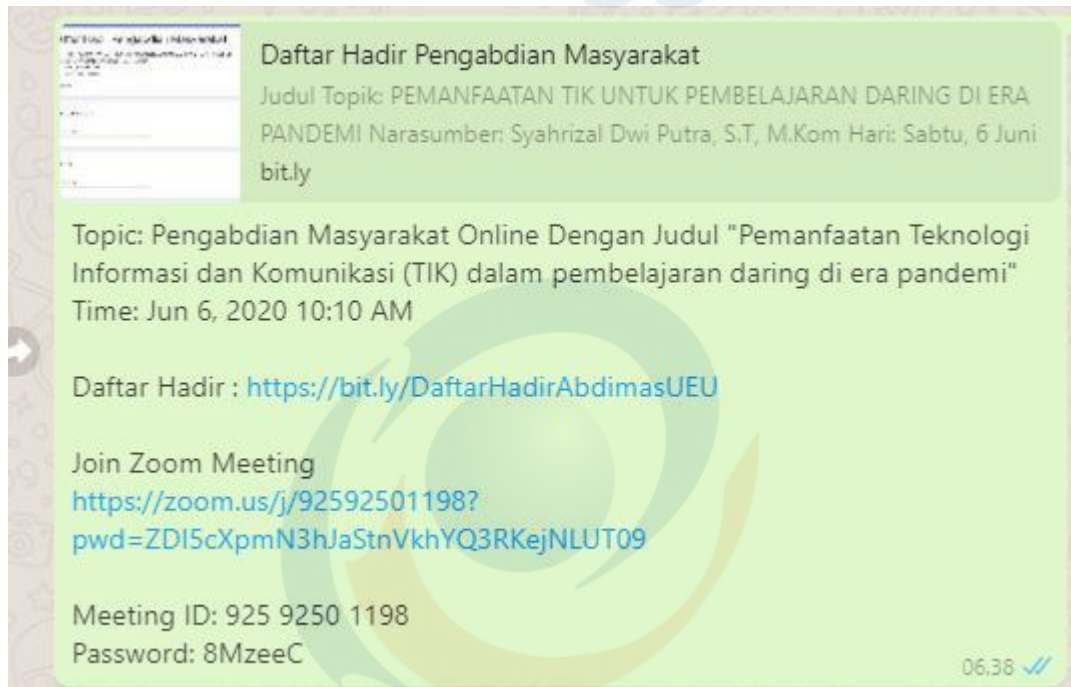 Daftar Hadir Pengabdian Masyarakat
Judul Topik: PEMANFAATAN TIK UNTUK PEMBELAJARAN DARING DI ERA
PANDEMI Narasumber: Syahrizal Dwi Putra, S.T, M.Kom Hari: Sabtu, 6 Juni
bit.ly
Topic: Pengabdian Masyarakat Online Dengan Judul "Pemanfaatan Teknologi
Informasi dan Komunikasi (TIK) dalam pembelajaran daring di era pandemi"
Time: Jun 6, 2020 10:10 AM
Daftar Hadir : https://bit.ly/DaftarHadirAbdimasUEU
Join Zoom Meeting
https://zoom.us/j/92592501198?
pwd=ZDI5cXpmN3hJaStnVkhYQ3RKejNLUT09
Meeting ID: 925 9250 1198
Password: 8MzeeC
06.38